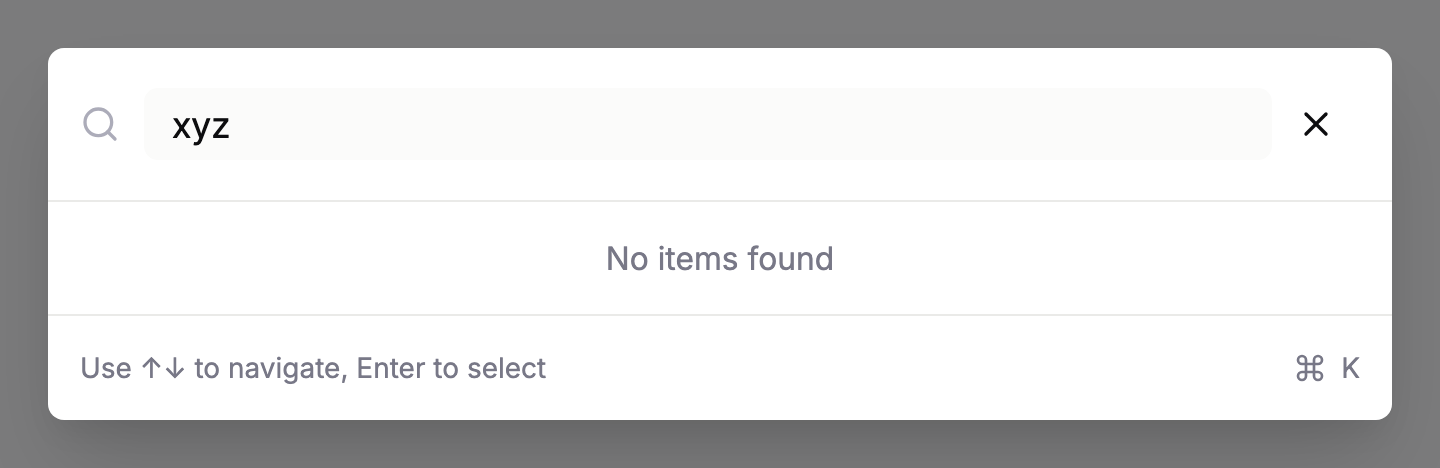 xyz
No items found
Use ↑↓ to navigate, Enter to select
⌘ K